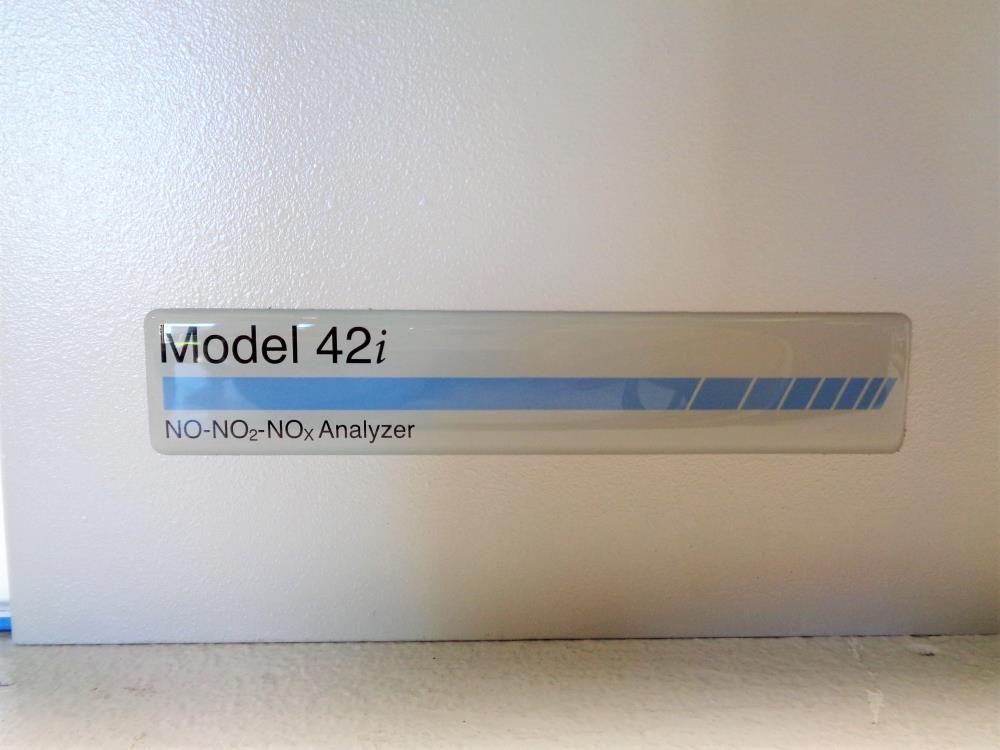 Model 42i
NO-NO₂-NOₓ Analyzer